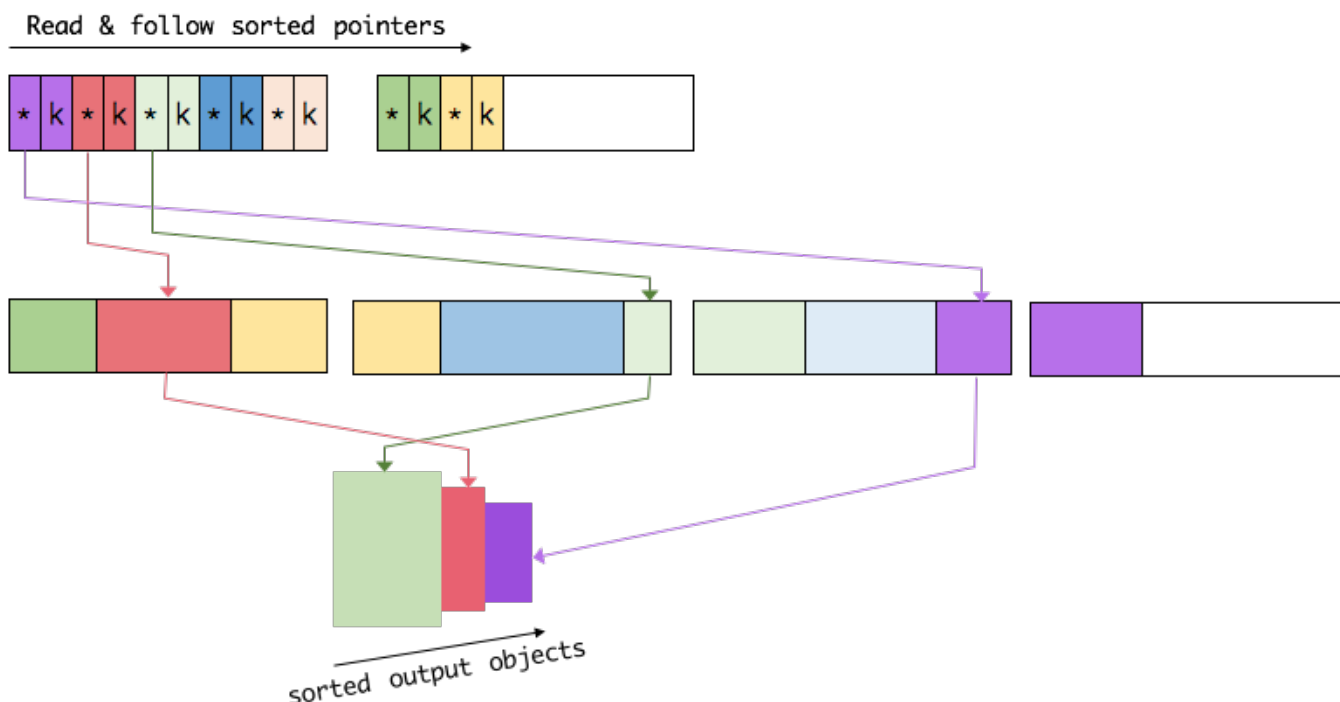 Read & follow sorted pointers
* k * k * k * k * k
* k * k
sorted output objects